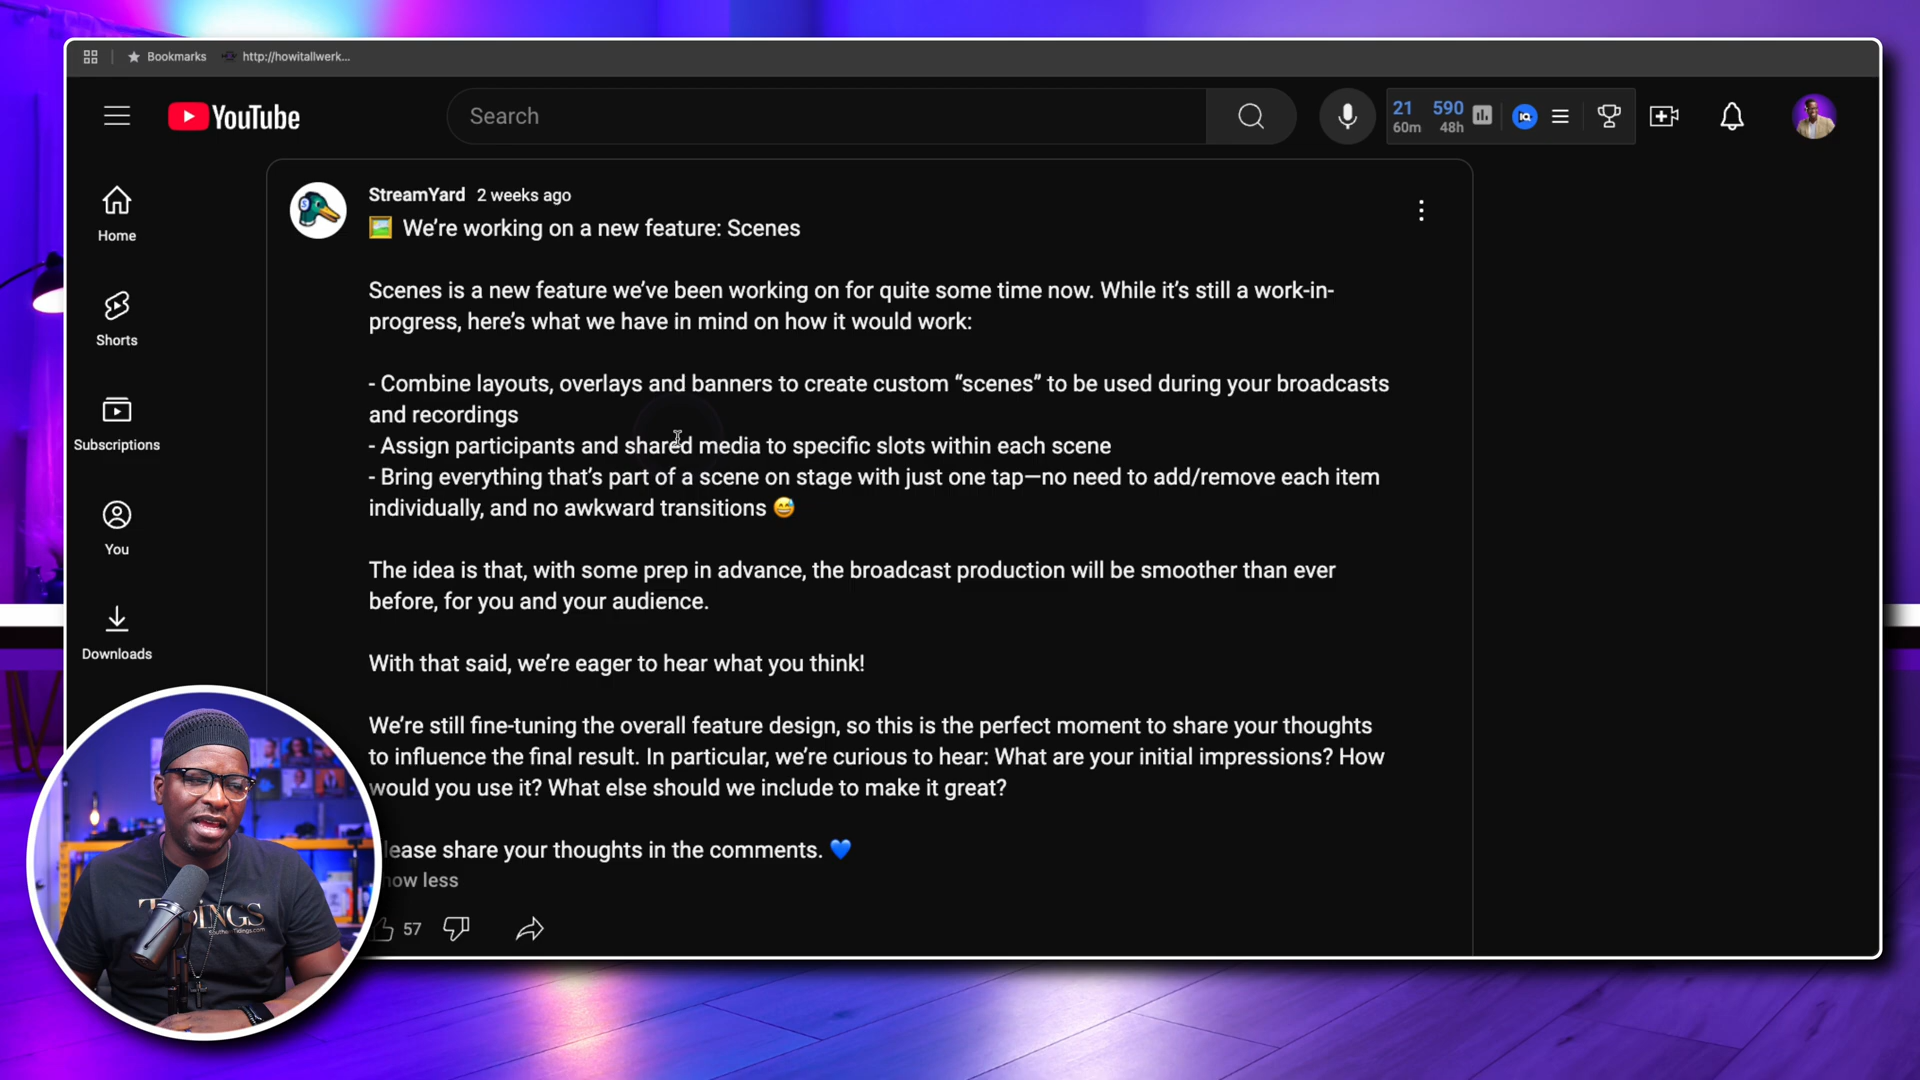 Bookmarks
http://howitallwerk...
YouTube
Search
21 590
60m 48h
IQ
Home
Shorts
Subscriptions
You
Downloads
StreamYard 2 weeks ago
🖼️ We’re working on a new feature: Scenes
Scenes is a new feature we’ve been working on for quite some time now. While it’s still a work-in-
progress, here’s what we have in mind on how it would work:
- Combine layouts, overlays and banners to create custom “scenes” to be used during your broadcasts
and recordings
- Assign participants and shared media to specific slots within each scene
- Bring everything that’s part of a scene on stage with just one tap—no need to add/remove each item
individually, and no awkward transitions 😅
The idea is that, with some prep in advance, the broadcast production will be smoother than ever
before, for you and your audience.
With that said, we’re eager to hear what you think!
We’re still fine-tuning the overall feature design, so this is the perfect moment to share your thoughts
to influence the final result. In particular, we’re curious to hear: What are your initial impressions? How
would you use it? What else should we include to make it great?
lease share your thoughts in the comments. 💙
how less
57
TiDiNGS
SouthernTidings.com